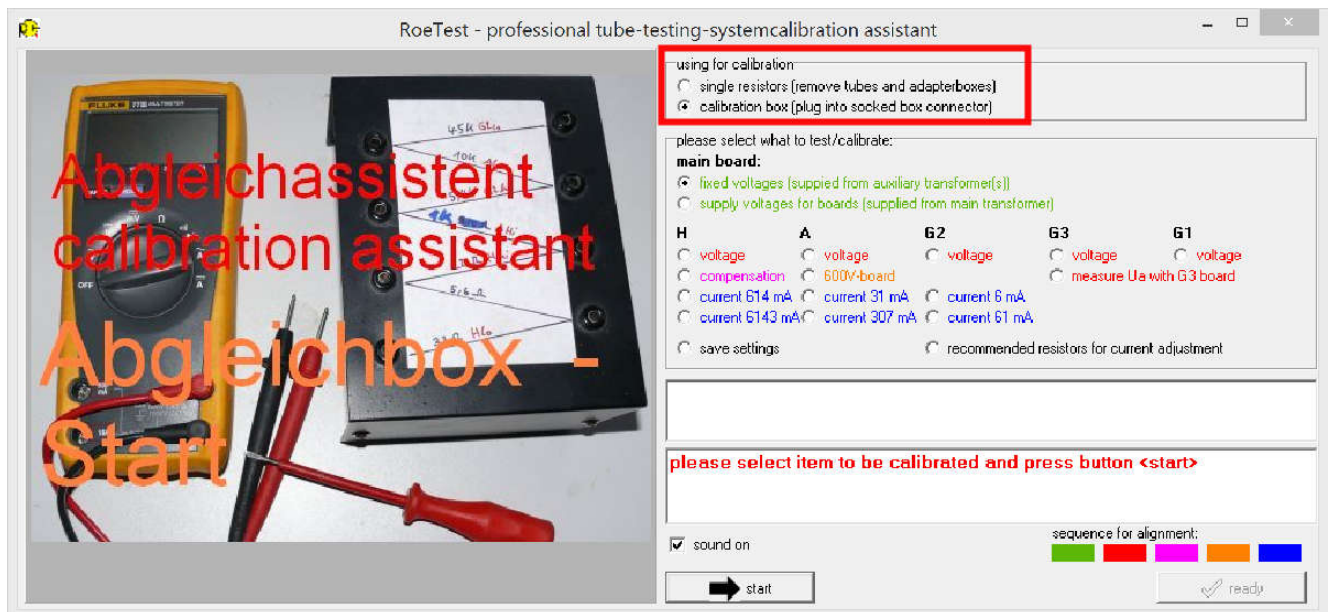 RoeTest - professional tube-testing-systemcalibration assistant
FLUKE
Abgleichassistent
calibration assistant
Abgleichbox -
Start
45K
10K
1K
5,6 Ω
OFF
using for calibration
single resistors (remove tubes and adapterboxes)
calibration box (plug into socked box connector)
please select what to test/calibrate:
main board:
fixed voltages (suppied from auxiliary transformer(s))
supply voltages for boards (supplied from main transformer)
H A G2 G3 G1
voltage voltage voltage voltage voltage
compensation 600V-board measure Ua with G3 board
current 614 mA current 31 mA current 6 mA
current 6143 mA current 307 mA current 61 mA
save settings recommended resistors for current adjustment
please select item to be calibrated and press button <start>
sound on
sequence for alignment:
start
ready